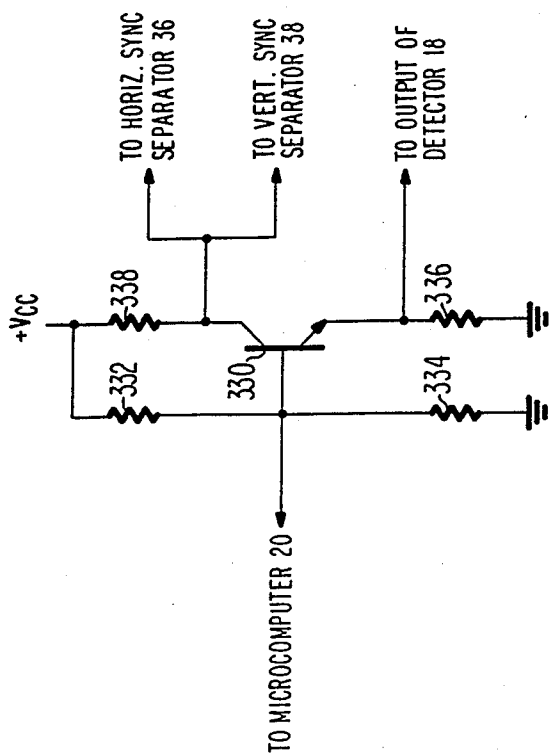 +VCC
TO HORIZ. SYNC
SEPARATOR 36
332
338
TO VERT. SYNC
SEPARATOR 38
330
TO MICROCOMPUTER 20
TO OUTPUT OF
DETECTOR 18
334
336